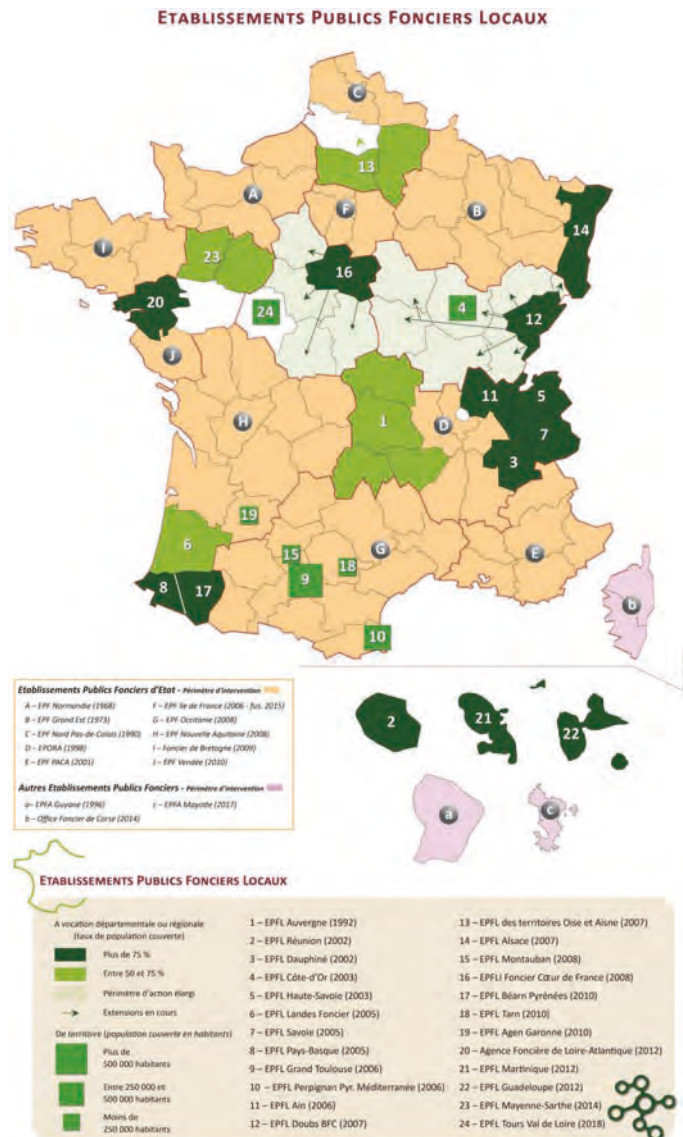 ETABLISSEMENTS PUBLICS FONCIERS LOCAUX
C
13
A
F
B
14
I
23
16
20
24
4
12
J
11
5
H
1
D
7
3
19
6
15
G
18
9
E
8
17
10
b
2
21
22
a
c
Etablissements Publics Fonciers d'Etat - Périmètre d'intervention
A – EPF Normandie (1968)
B – EPF Grand Est (1973)
C – EPF Nord Pas-de-Calais (1990)
D – EPORA (1998)
E – EPF PACA (2001)
F – EPF Ile de France (2006 - fus. 2015)
G – EPF Occitanie (2008)
H – EPF Nouvelle Aquitaine (2008)
I – Foncier de Bretagne (2009)
J – EPF Vendée (2010)
Autres Etablissements Publics Fonciers - Périmètre d'intervention
a– EPFA Guyane (1996)
b – Office Foncier de Corse (2014)
c – EPFA Mayotte (2017)
ETABLISSEMENTS PUBLICS FONCIERS LOCAUX
A vocation départementale ou régionale
(taux de population couverte)
Plus de 75 %
Entre 50 et 75 %
Périmètre d'action élargi
Extensions en cours
De territoire (population couverte en habitants)
Plus de
500 000 habitants
Entre 250 000 et
500 000 habitants
Moins de
250 000 habitants
1 – EPFL Auvergne (1992)
2 – EPFL Réunion (2002)
3 – EPFL Dauphiné (2002)
4 – EPFL Côte-d'Or (2003)
5 – EPFL Haute-Savoie (2003)
6 – EPFL Landes Foncier (2005)
7 – EPFL Savoie (2005)
8 – EPFL Pays-Basque (2005)
9 – EPFL Grand Toulouse (2006)
10 – EPFL Perpignan Pyr. Méditerranée (2006)
11 – EPFL Ain (2006)
12 – EPFL Doubs BFC (2007)
13 – EPFL des territoires Oise et Aisne (2007)
14 – EPFL Alsace (2007)
15 – EPFL Montauban (2008)
16 – EPFLI Foncier Cœur de France (2008)
17 – EPFL Béarn Pyrénées (2010)
18 – EPFL Tarn (2010)
19 – EPFL Agen Garonne (2010)
20 – Agence Foncière de Loire-Atlantique (2012)
21 – EPFL Martinique (2012)
22 – EPFL Guadeloupe (2012)
23 – EPFL Mayenne-Sarthe (2014)
24 – EPFL Tours Val de Loire (2018)